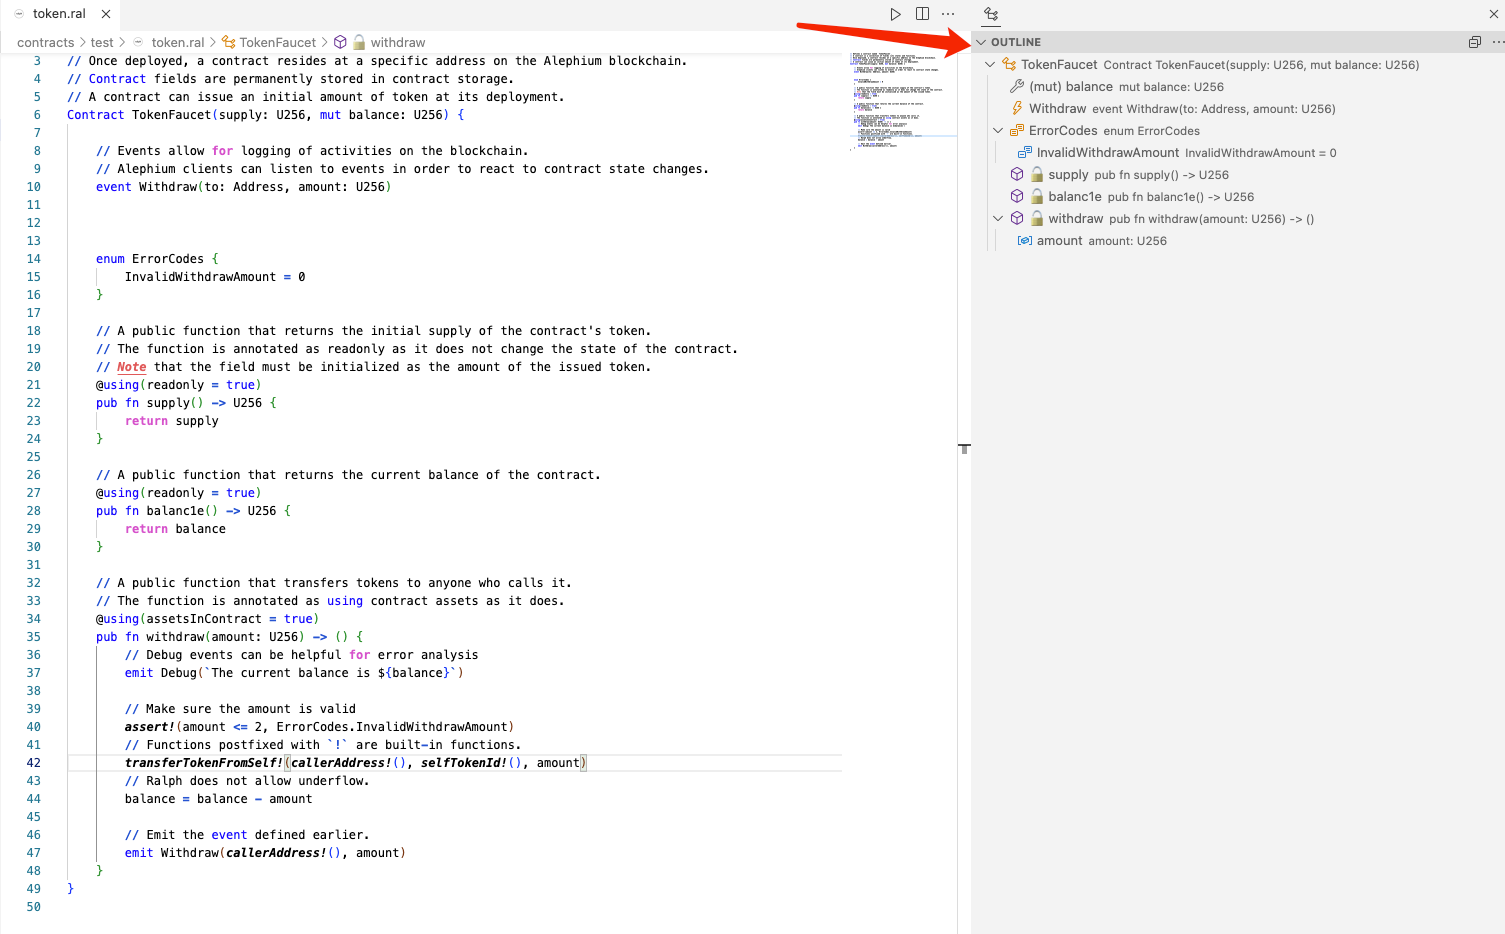 token.ral
contracts > test > token.ral > TokenFaucet > withdraw
3 // Once deployed, a contract resides at a specific address on the Alephium blockchain.
4 // Contract fields are permanently stored in contract storage.
5 // A contract can issue an initial amount of token at its deployment.
6 Contract TokenFaucet(supply: U256, mut balance: U256) {
7
8 // Events allow for logging of activities on the blockchain.
9 // Alephium clients can listen to events in order to react to contract state changes.
10 event Withdraw(to: Address, amount: U256)
11
12
13
14 enum ErrorCodes {
15 InvalidWithdrawAmount = 0
16 }
17
18 // A public function that returns the initial supply of the contract's token.
19 // The function is annotated as readonly as it does not change the state of the contract.
20 // Note that the field must be initialized as the amount of the issued token.
21 @using(readonly = true)
22 pub fn supply() -> U256 {
23 return supply
24 }
25
26 // A public function that returns the current balance of the contract.
27 @using(readonly = true)
28 pub fn balanc1e() -> U256 {
29 return balance
30 }
31
32 // A public function that transfers tokens to anyone who calls it.
33 // The function is annotated as using contract assets as it does.
34 @using(assetsInContract = true)
35 pub fn withdraw(amount: U256) -> () {
36 // Debug events can be helpful for error analysis
37 emit Debug(`The current balance is ${balance}`)
38
39 // Make sure the amount is valid
40 assert!(amount <= 2, ErrorCodes.InvalidWithdrawAmount)
41 // Functions postfixed with `!` are built-in functions.
42 transferTokenFromSelf!(callerAddress!(), selfTokenId!(), amount)
43 // Ralph does not allow underflow.
44 balance = balance - amount
45
46 // Emit the event defined earlier.
47 emit Withdraw(callerAddress!(), amount)
48 }
49 }
50
OUTLINE
TokenFaucet Contract TokenFaucet(supply: U256, mut balance: U256)
(mut) balance mut balance: U256
Withdraw event Withdraw(to: Address, amount: U256)
ErrorCodes enum ErrorCodes
InvalidWithdrawAmount InvalidWithdrawAmount = 0
supply pub fn supply() -> U256
balanc1e pub fn balanc1e() -> U256
withdraw pub fn withdraw(amount: U256) -> ()
amount amount: U256